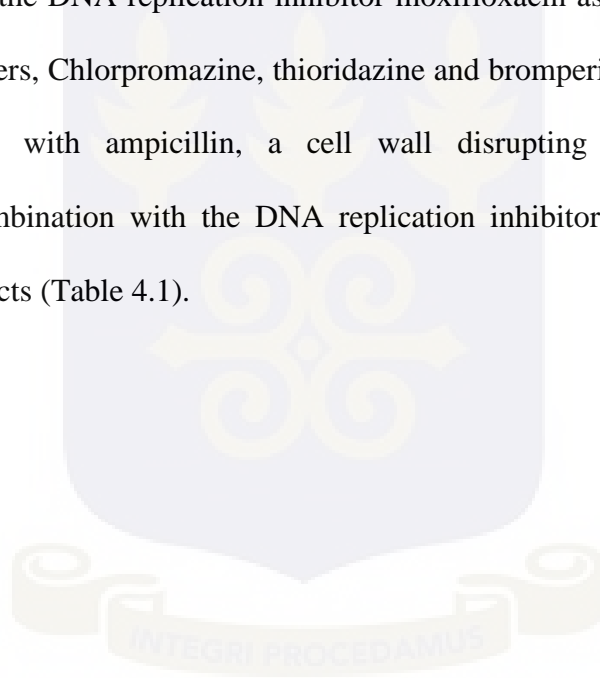 the DNA replication inhibitor moxifloxacin as
ers, Chlorpromazine, thioridazine and bromperi
with ampicillin, a cell wall disrupting
mbination with the DNA replication inhibitor
cts (Table 4.1).
INTEGRI PROCEDAMUS